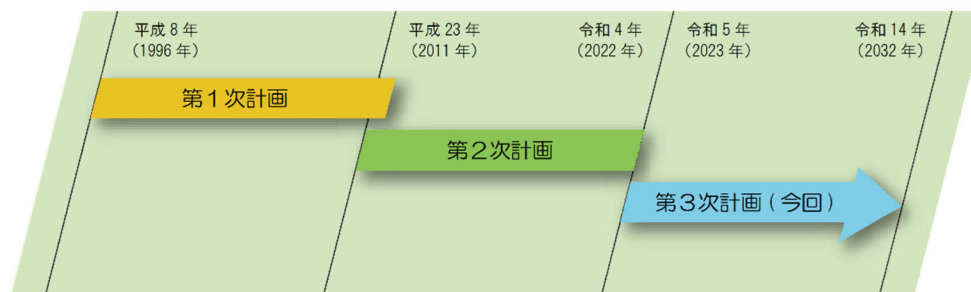 平成 8 年
（1996 年）
平成 23 年
（2011 年）
令和 4 年
（2022 年）
令和 5 年
（2023 年）
令和 14 年
（2032 年）
第１次計画
第２次計画
第３次計画 ( 今回 )